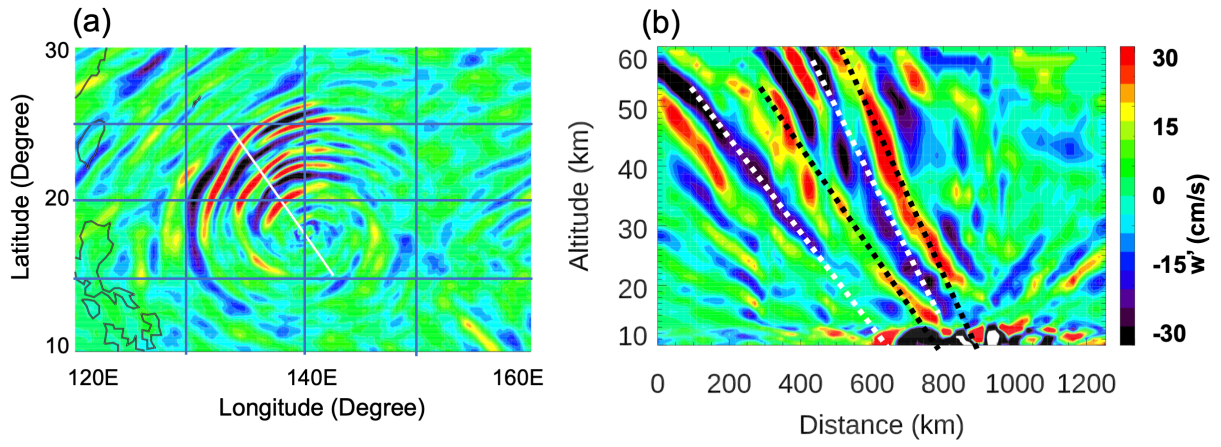 (a)
30
20
10
Latitude (Degree)
120E 140E 160E
Longitude (Degree)
(b)
60
50
40
30
20
10
Altitude (km)
0 200 400 600 800 1000 1200
Distance (km)
30
15
0
-15
-30
w' (cm/s)